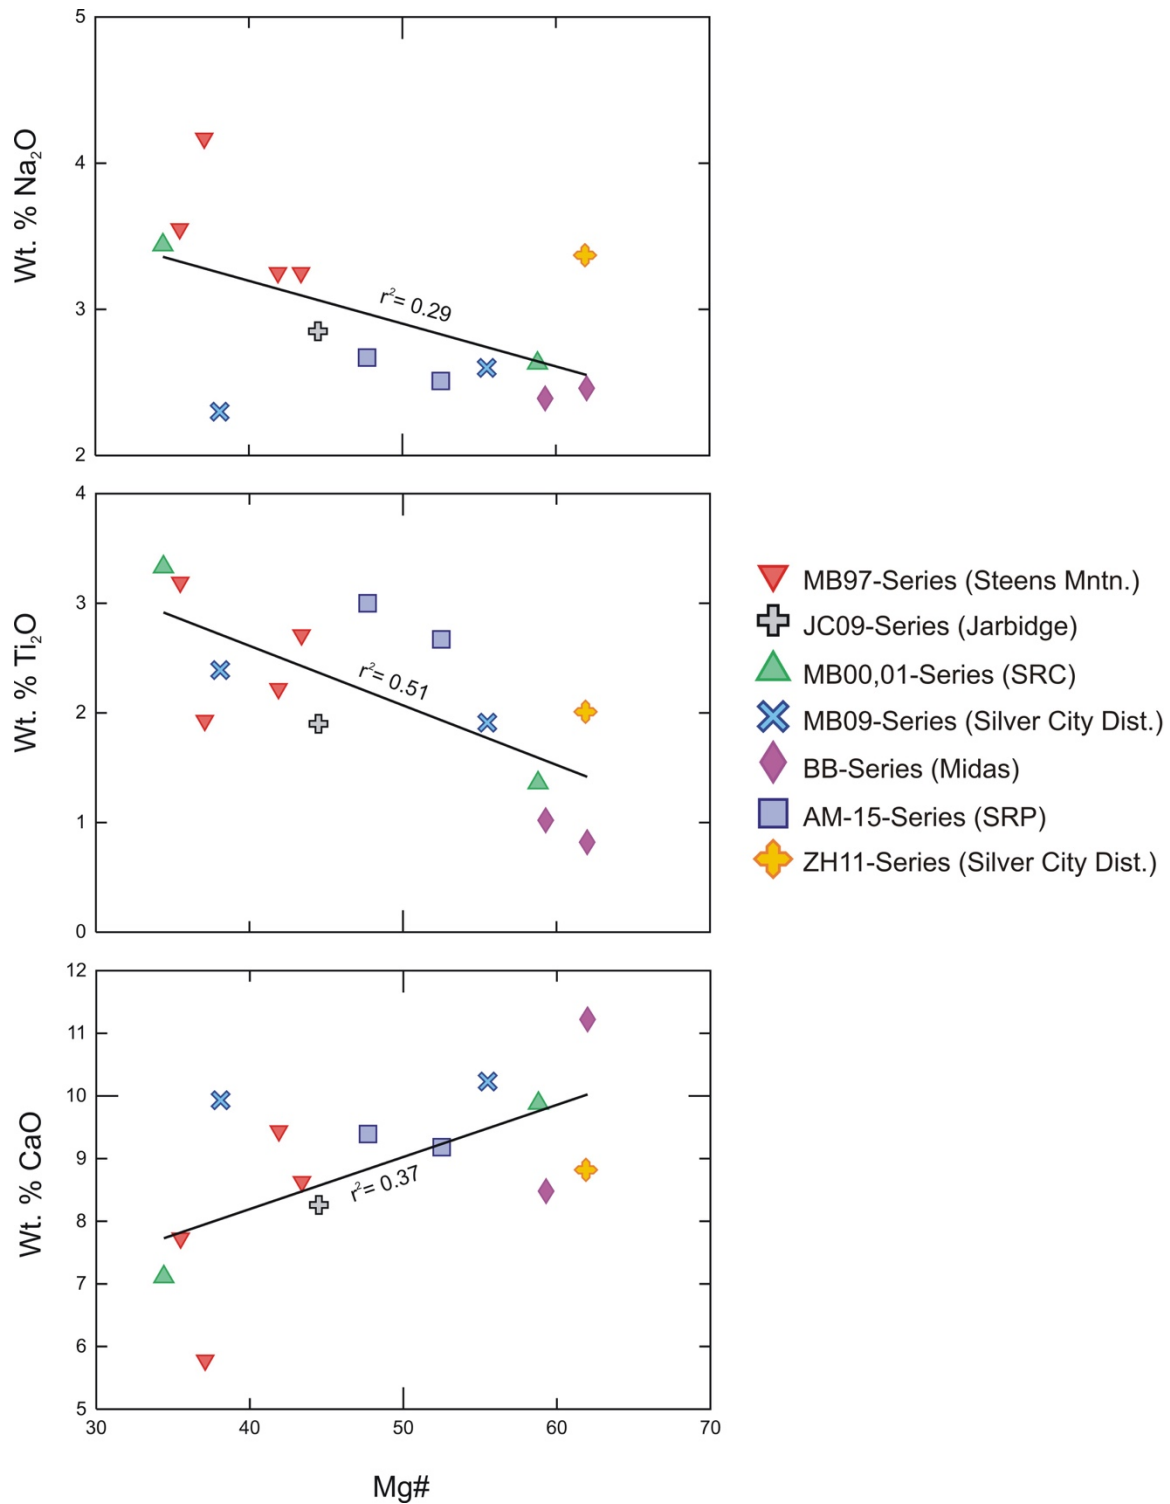 5
4
3
2
Wt. % Na₂O
r²= 0.29
4
3
2
1
0
Wt. % Ti₂O
r²= 0.51
MB97-Series (Steens Mntn.)
JC09-Series (Jarbidge)
MB00,01-Series (SRC)
MB09-Series (Silver City Dist.)
BB-Series (Midas)
AM-15-Series (SRP)
ZH11-Series (Silver City Dist.)
12
11
10
9
8
7
6
5
Wt. % CaO
r²= 0.37
30 40 50 60 70
Mg#